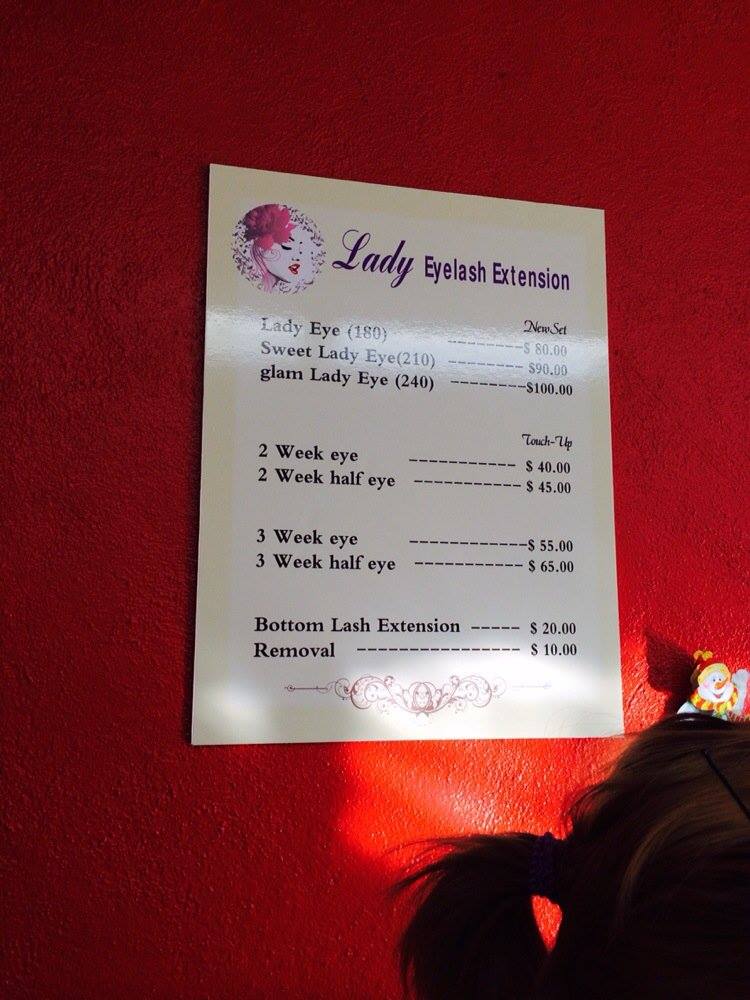 Lady Eyelash Extension
New Set
Lady Eye (180) --------$ 80.00
Sweet Lady Eye(210) -------- $90.00
glam Lady Eye (240) --------$100.00
Touch-Up
2 Week eye ----------- $ 40.00
2 Week half eye ----------- $ 45.00
3 Week eye ------------$ 55.00
3 Week half eye ------------ $ 65.00
Bottom Lash Extension ----- $ 20.00
Removal ----------------- $ 10.00